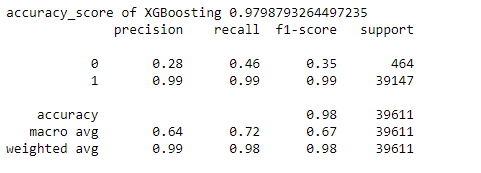 accuracy_score of XGBoosting 0.9798793264497235
precision recall f1-score support
0 0.28 0.46 0.35 464
1 0.99 0.99 0.99 39147
accuracy 0.98 39611
macro avg 0.64 0.72 0.67 39611
weighted avg 0.99 0.98 0.98 39611